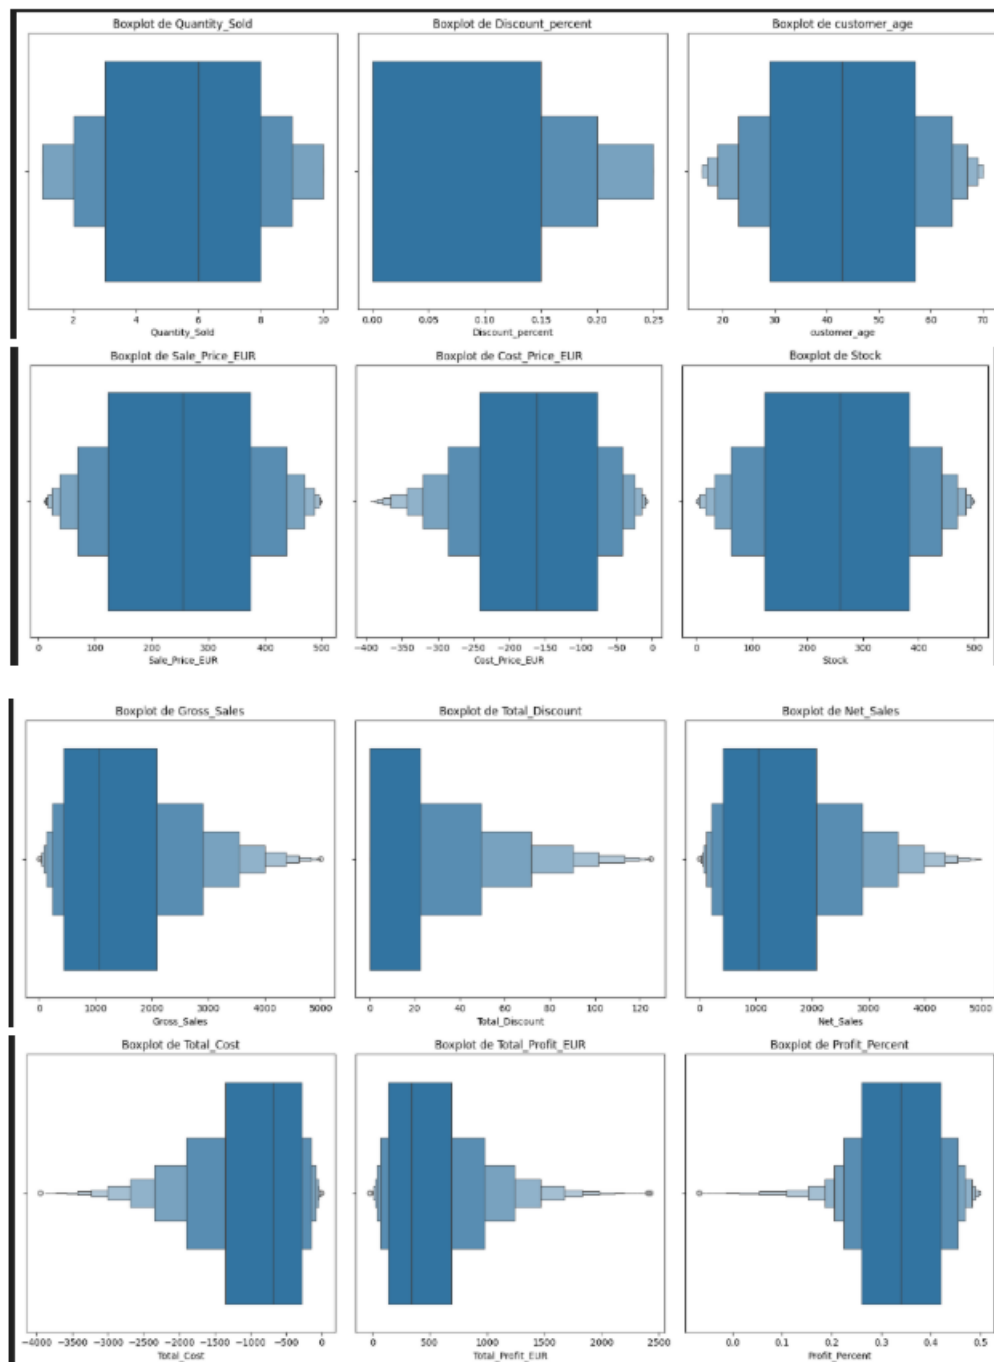 Boxplot de Quantity_Sold
Boxplot de Discount_percent
Boxplot de customer_age
2 4 6 8 10
0.00 0.05 0.10 0.15 0.20 0.25
20 30 40 50 60 70
Quantity_Sold
Discount_percent
customer_age
Boxplot de Sale_Price_EUR
Boxplot de Cost_Price_EUR
Boxplot de Stock
0 100 200 300 400 500
−400 −350 −300 −250 −200 −150 −100 −50 0
0 100 200 300 400 500
Sale_Price_EUR
Cost_Price_EUR
Stock
Boxplot de Gross_Sales
Boxplot de Total_Discount
Boxplot de Net_Sales
0 1000 2000 3000 4000 5000
0 20 40 60 80 100 120
0 1000 2000 3000 4000 5000
Gross_Sales
Total_Discount
Net_Sales
Boxplot de Total_Cost
Boxplot de Total_Profit_EUR
Boxplot de Profit_Percent
−4000 −3500 −3000 −2500 −2000 −1500 −1000 −500 0
0 500 1000 1500 2000 2500
0.0 0.1 0.2 0.3 0.4 0.5
Total_Cost
Total_Profit_EUR
Profit_Percent